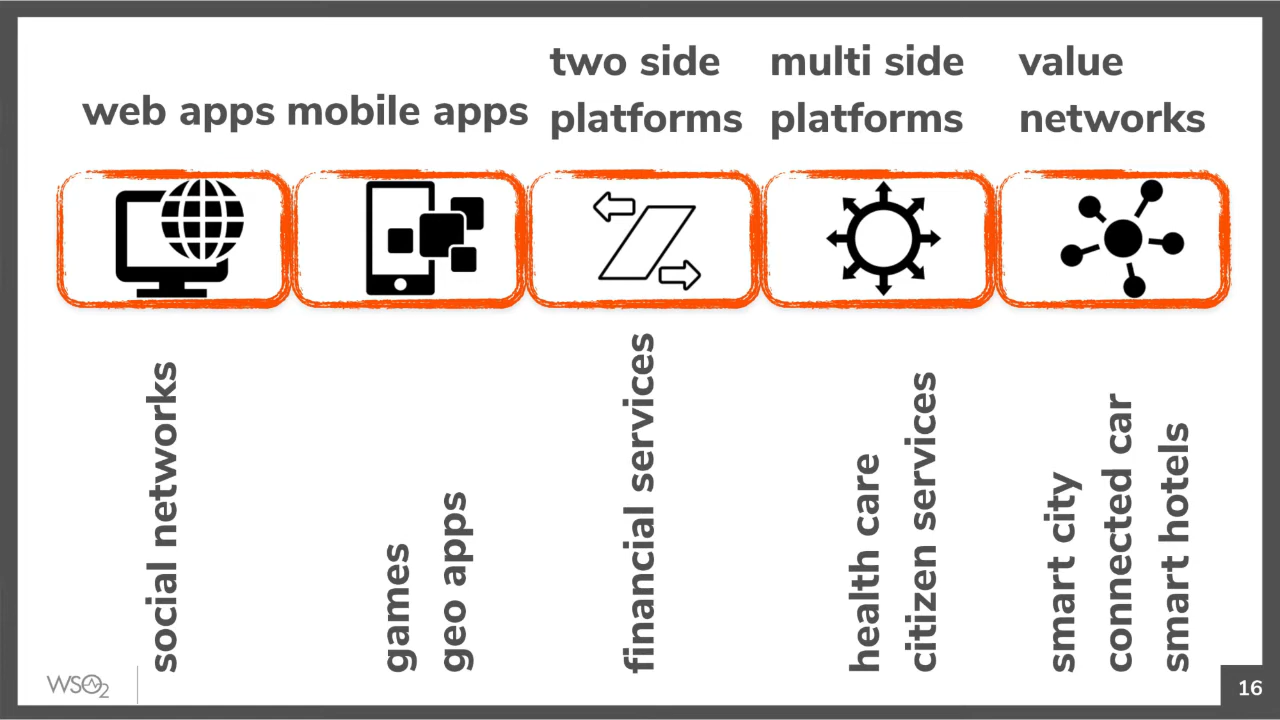 web apps
mobile apps
two side
platforms
multi side
platforms
value
networks
social networks
games
geo apps
financial services
health care
citizen services
smart city
connected car
smart hotels
WSO2
16